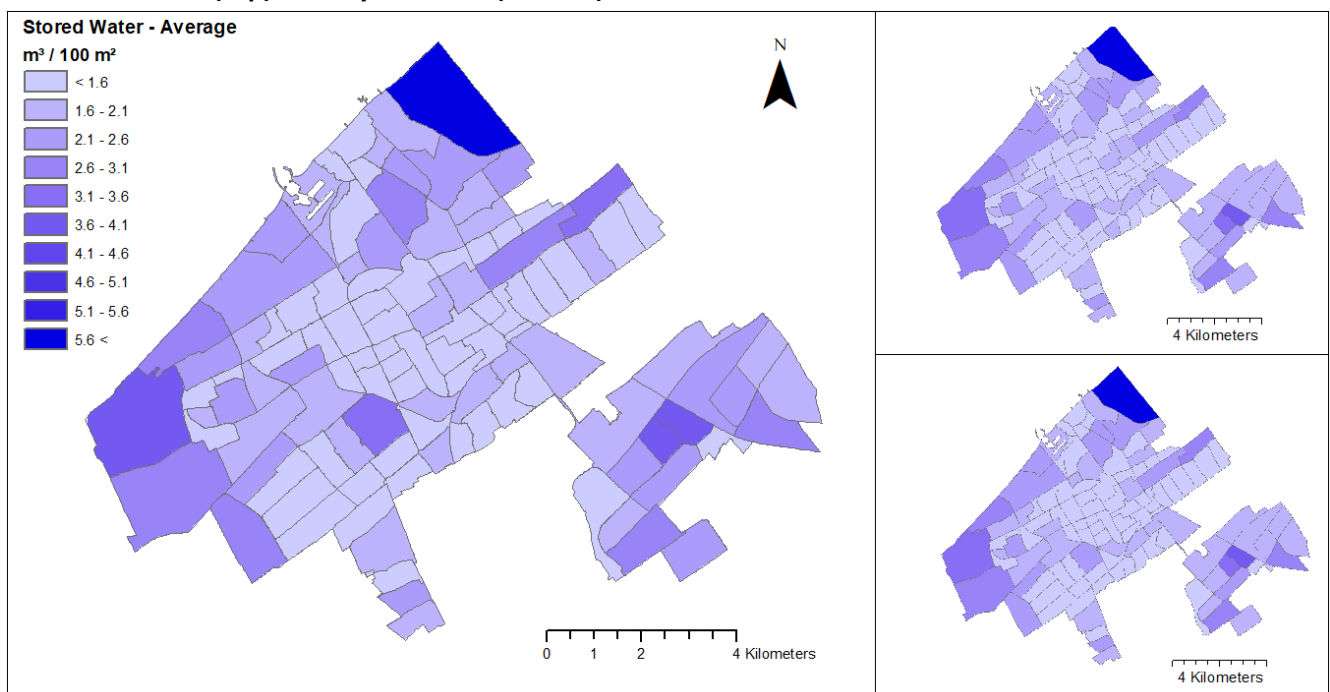 Stored Water - Average
m³ / 100 m²
< 1.6
1.6 - 2.1
2.1 - 2.6
2.6 - 3.1
3.1 - 3.6
3.6 - 4.1
4.1 - 4.6
4.6 - 5.1
5.1 - 5.6
5.6 <
N
0 1 2 4 Kilometers
4 Kilometers
4 Kilometers